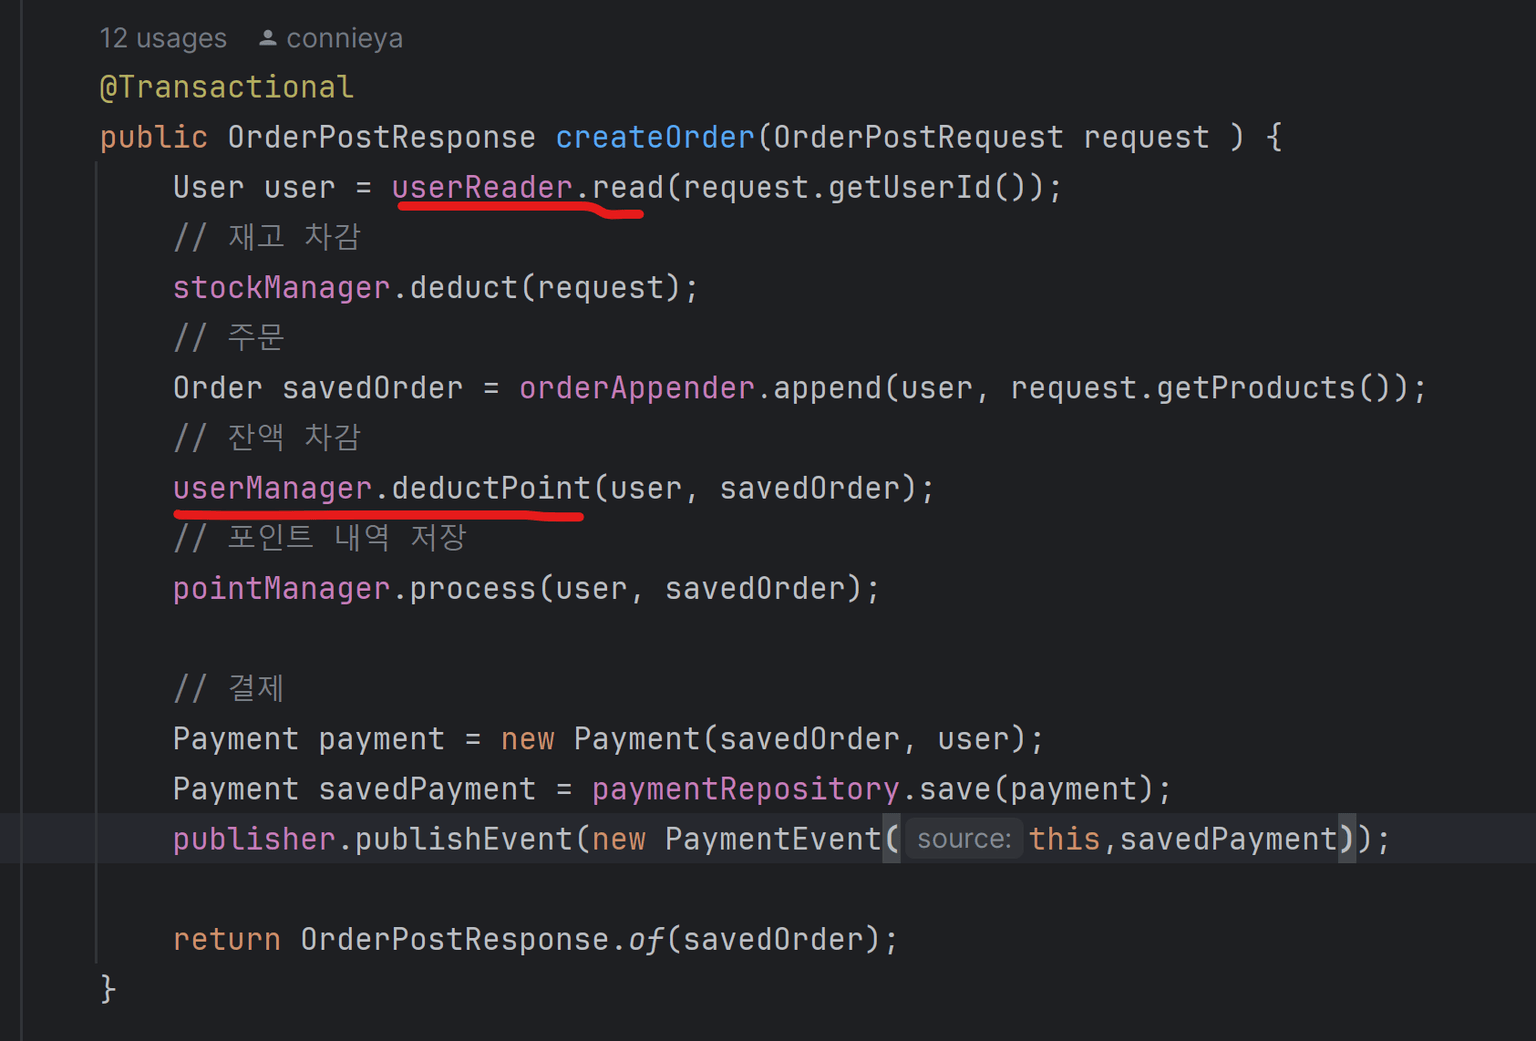 12 usages connieya
@Transactional
public OrderPostResponse createOrder(OrderPostRequest request ) {
User user = userReader.read(request.getUserId());
// 재고 차감
stockManager.deduct(request);
// 주문
Order savedOrder = orderAppender.append(user, request.getProducts());
// 잔액 차감
userManager.deductPoint(user, savedOrder);
// 포인트 내역 저장
pointManager.process(user, savedOrder);
// 결제
Payment payment = new Payment(savedOrder, user);
Payment savedPayment = paymentRepository.save(payment);
publisher.publishEvent(new PaymentEvent( source: this,savedPayment));
return OrderPostResponse.of(savedOrder);
}